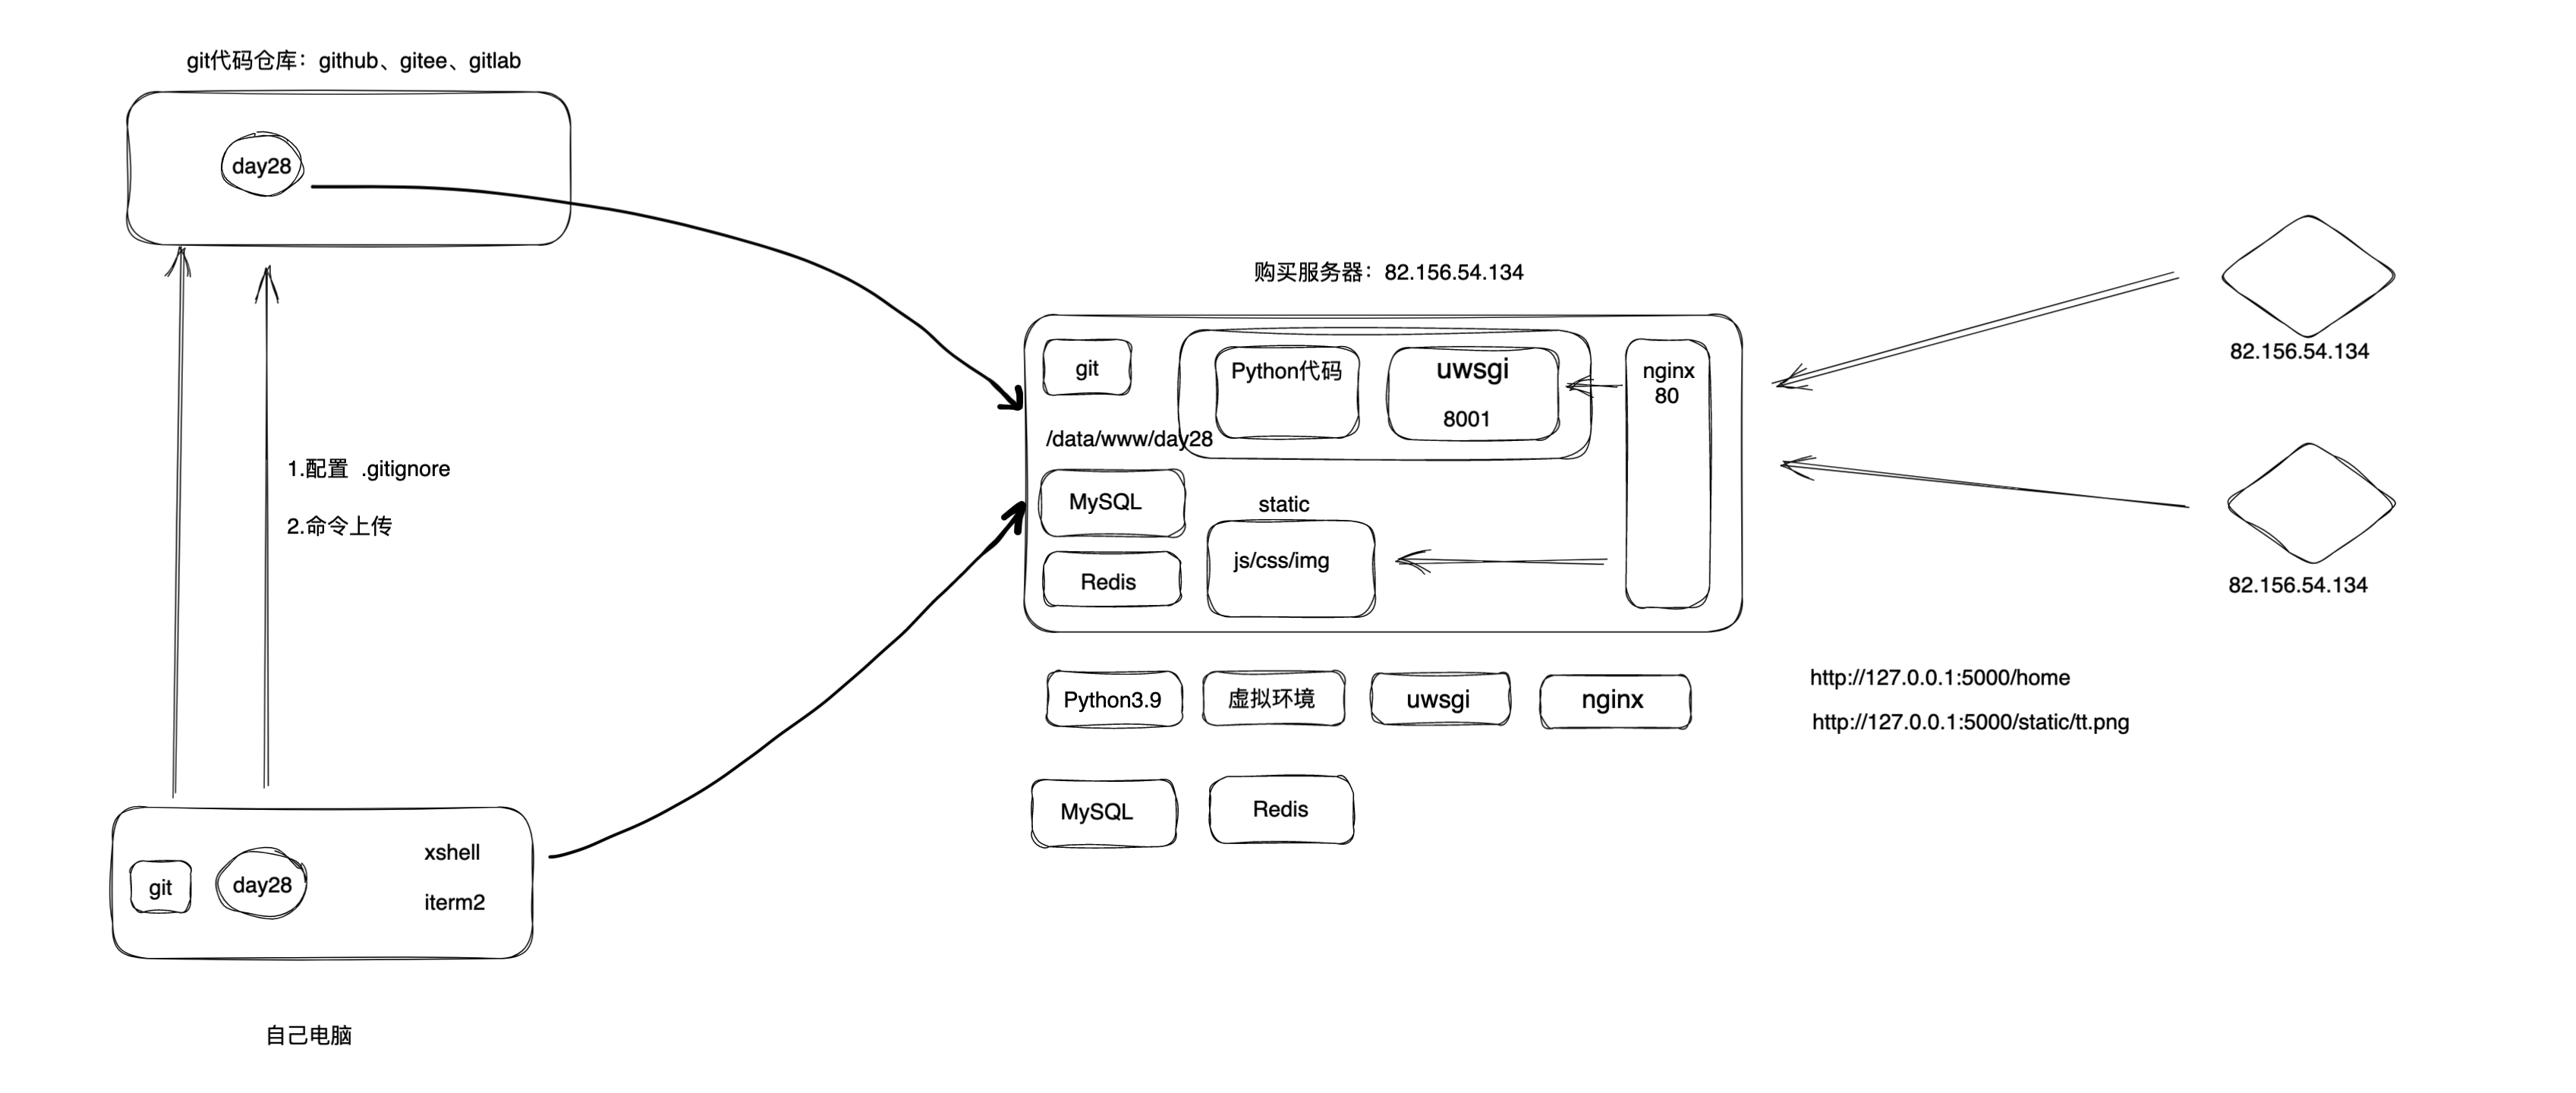 git代码仓库：github、gitee、gitlab
day28
1.配置  .gitignore
2.命令上传
git
day28
xshell
iterm2
自己电脑
购买服务器：82.156.54.134
git
Python代码
uwsgi
8001
nginx
80
/data/www/day28
MySQL
static
js/css/img
Redis
82.156.54.134
82.156.54.134
Python3.9
虚拟环境
uwsgi
nginx
MySQL
Redis
http://127.0.0.1:5000/home
http://127.0.0.1:5000/static/tt.png